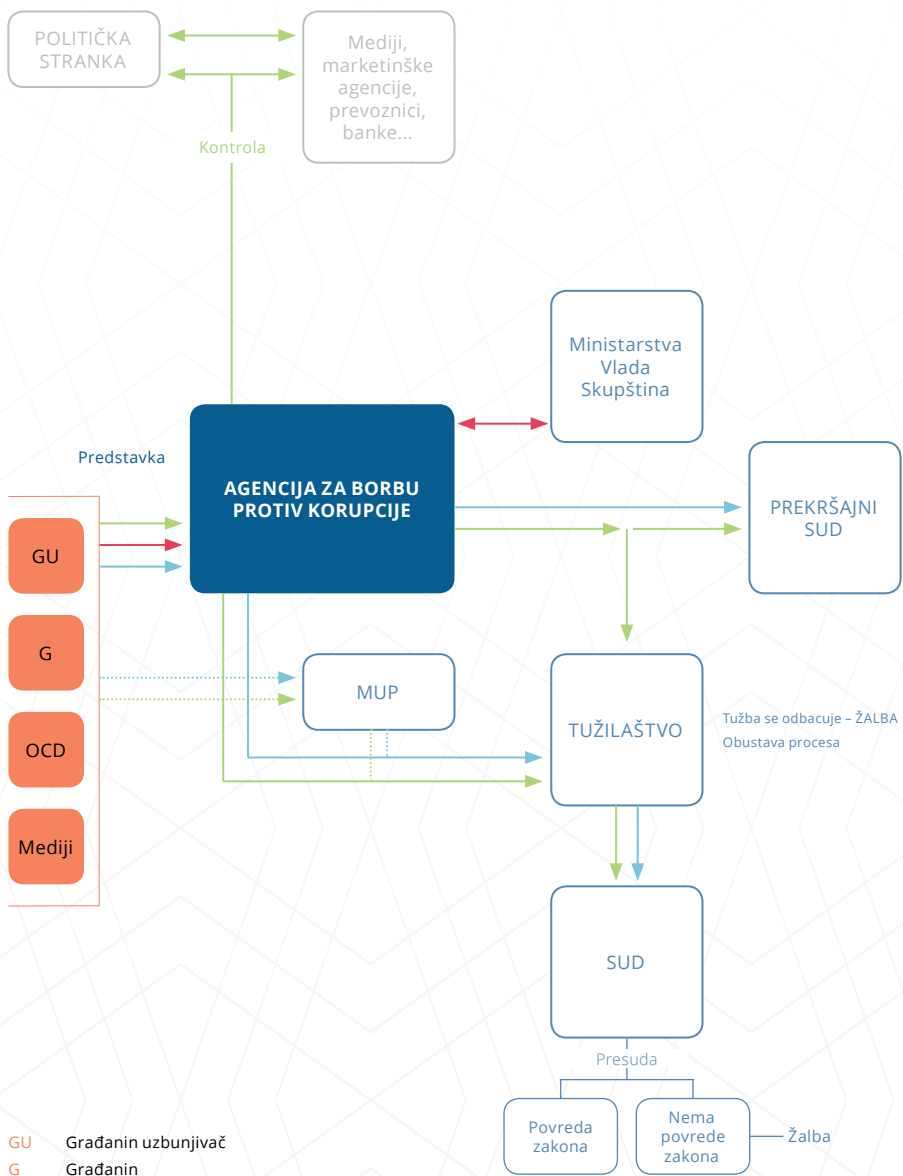 POLITIČKA
STRANKA
Mediji,
marketinške
agencije,
prevoznici,
banke...
Kontrola
Ministarstva
Vlada
Skupština
Predstavka
AGENCIJA ZA BORBU
PROTIV KORUPCIJE
PREKRŠAJNI
SUD
GU
G
OCD
Mediji
MUP
TUŽILAŠTVO
Tužba se odbacuje – ŽALBA
Obustava procesa
SUD
Presuda
Povreda
zakona
Nema
povrede
zakona
Žalba
GU Građanin uzbunjivač
G Građanin